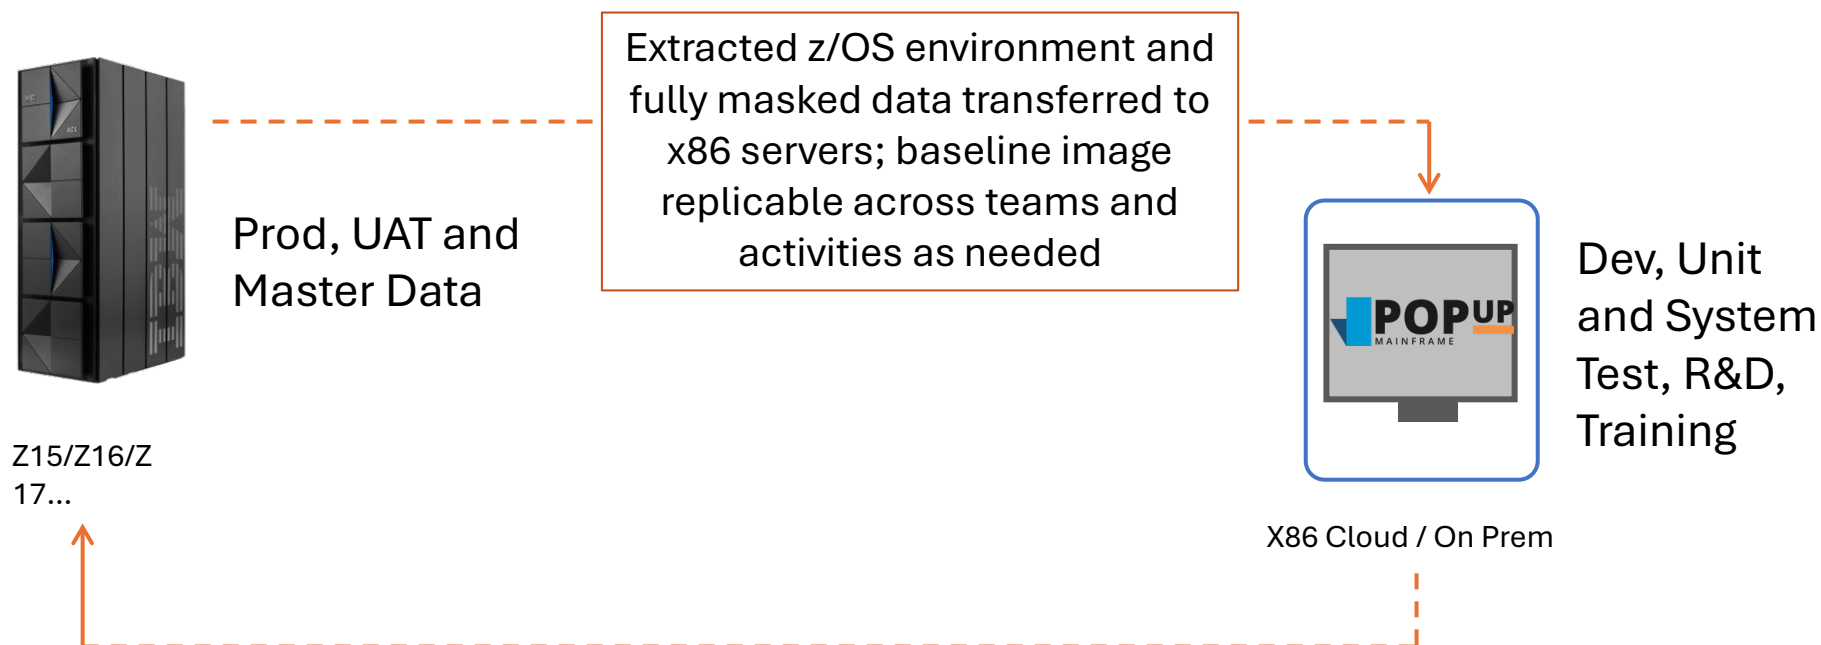 Extracted z/OS environment and
fully masked data transferred to
x86 servers; baseline image
replicable across teams and
activities as needed
Prod, UAT and
Master Data
IBM
Z15/Z16/Z
17...
POPUP
MAINFRAME
Dev, Unit
and System
Test, R&D,
Training
X86 Cloud / On Prem